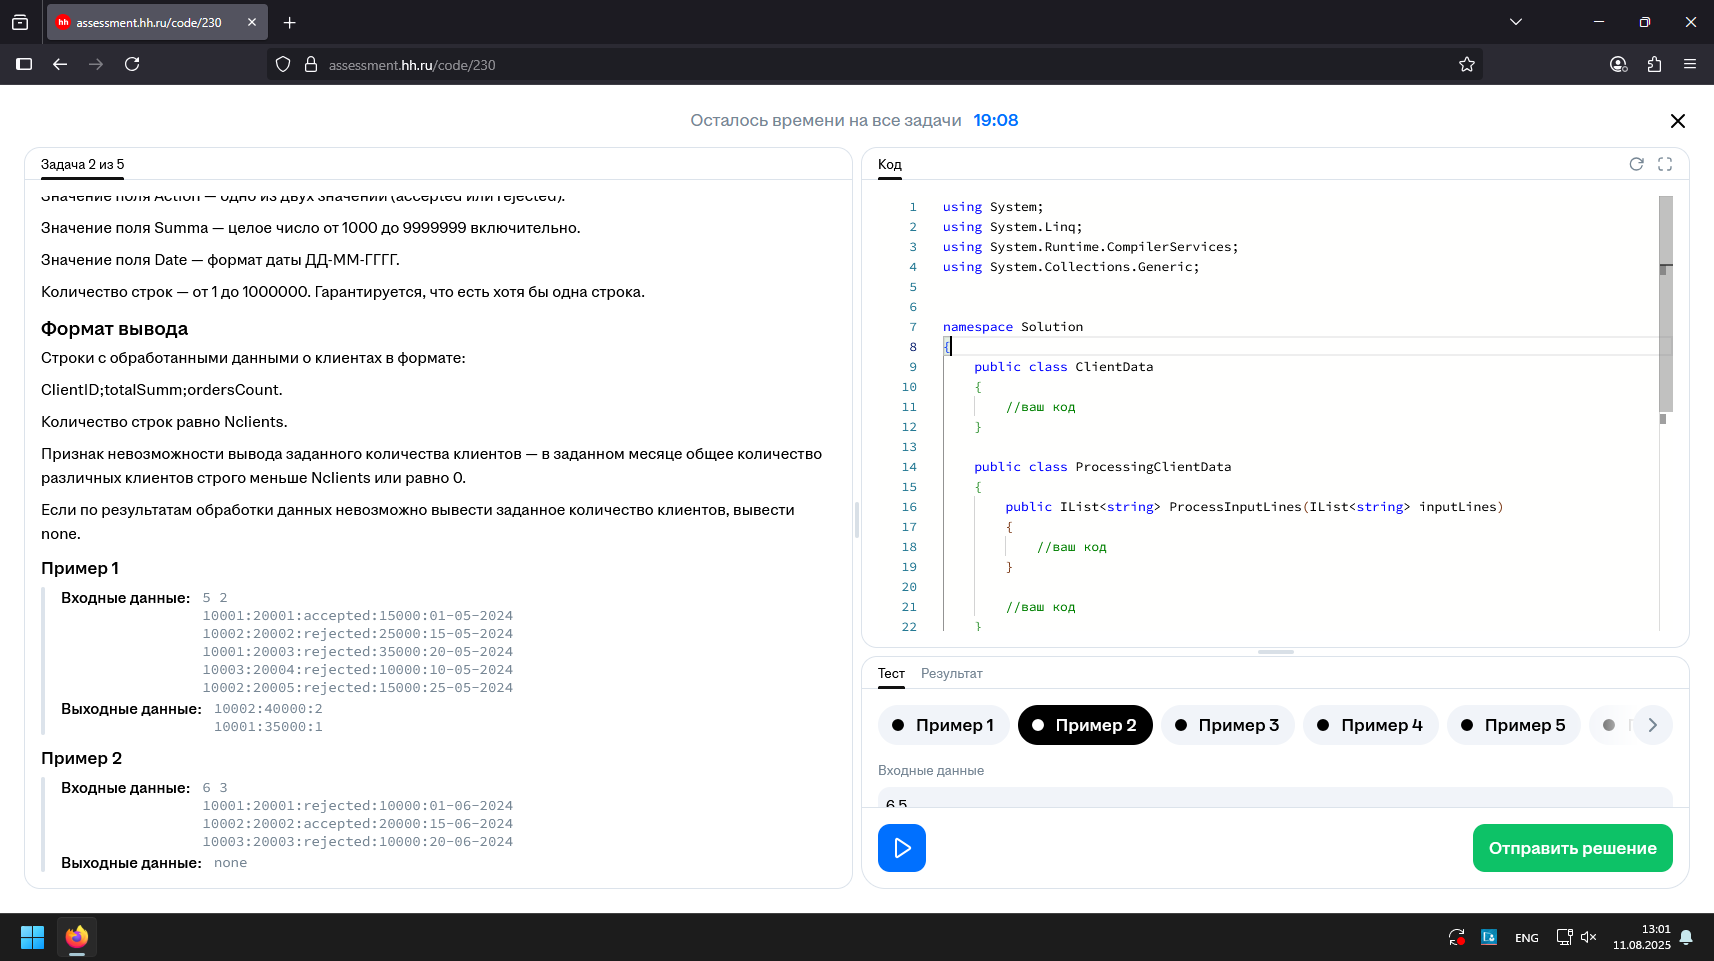 assessment.hh.ru/code/230
assessment.hh.ru/code/230
Осталось времени на все задачи 19:08
Задача 2 из 5
Значение поля Action — одно из двух значений (accepted или rejected).
Значение поля Summa — целое число от 1000 до 9999999 включительно.
Значение поля Date — формат даты ДД-ММ-ГГГГ.
Количество строк — от 1 до 1000000. Гарантируется, что есть хотя бы одна строка.
Формат вывода
Строки с обработанными данными о клиентах в формате:
ClientID;totalSumm;ordersCount.
Количество строк равно Nclients.
Признак невозможности вывода заданного количества клиентов — в заданном месяце общее количество
различных клиентов строго меньше Nclients или равно 0.
Если по результатам обработки данных невозможно вывести заданное количество клиентов, вывести
none.
Пример 1
Входные данные: 5 2
10001:20001:accepted:15000:01-05-2024
10002:20002:rejected:25000:15-05-2024
10001:20003:rejected:35000:20-05-2024
10003:20004:rejected:10000:10-05-2024
10002:20005:rejected:15000:25-05-2024
Выходные данные: 10002:40000:2
10001:35000:1
Пример 2
Входные данные: 6 3
10001:20001:rejected:10000:01-06-2024
10002:20002:accepted:20000:15-06-2024
10003:20003:rejected:10000:20-06-2024
Выходные данные: none
Код
1 using System;
2 using System.Linq;
3 using System.Runtime.CompilerServices;
4 using System.Collections.Generic;
5
6
7 namespace Solution
8 {
9 public class ClientData
10 {
11 //ваш код
12 }
13
14 public class ProcessingClientData
15 {
16 public IList<string> ProcessInputLines(IList<string> inputLines)
17 {
18 //ваш код
19 }
20
21 //ваш код
22 }
Тест Результат
Пример 1 Пример 2 Пример 3 Пример 4 Пример 5
Входные данные
6 5
Отправить решение
ENG
13:01
11.08.2025